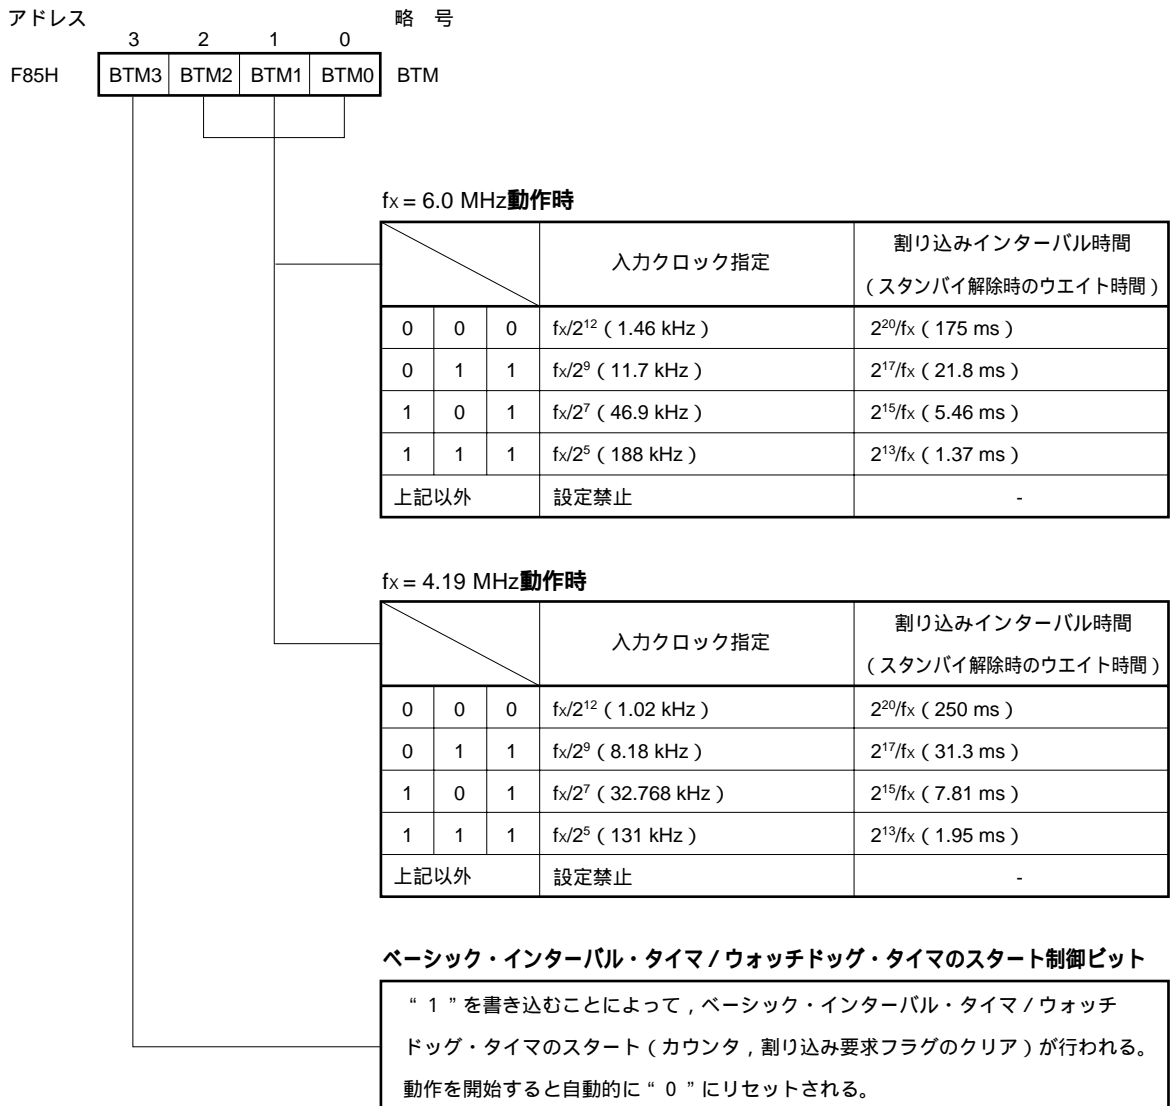 アドレス 略 号
3 2 1 0
F85H BTM3 BTM2 BTM1 BTM0 BTM
fx = 6.0 MHz動作時
入力クロック指定 割り込みインターバル時間
（スタンバイ解除時のウエイト時間）
0 0 0 fx/2¹² （1.46 kHz） 2²⁰/fx （175 ms）
0 1 1 fx/2⁹ （11.7 kHz） 2¹⁷/fx （21.8 ms）
1 0 1 fx/2⁷ （46.9 kHz） 2¹⁵/fx （5.46 ms）
1 1 1 fx/2⁵ （188 kHz） 2¹³/fx （1.37 ms）
上記以外 設定禁止 -
fx = 4.19 MHz動作時
入力クロック指定 割り込みインターバル時間
（スタンバイ解除時のウエイト時間）
0 0 0 fx/2¹² （1.02 kHz） 2²⁰/fx （250 ms）
0 1 1 fx/2⁹ （8.18 kHz） 2¹⁷/fx （31.3 ms）
1 0 1 fx/2⁷ （32.768 kHz） 2¹⁵/fx （7.81 ms）
1 1 1 fx/2⁵ （131 kHz） 2¹³/fx （1.95 ms）
上記以外 設定禁止 -
ベーシック・インターバル・タイマ／ウォッチドッグ・タイマのスタート制御ビット
“１”を書き込むことによって，ベーシック・インターバル・タイマ／ウォッチ
ドッグ・タイマのスタート（カウンタ，割り込み要求フラグのクリア）が行われる。
動作を開始すると自動的に“０”にリセットされる。